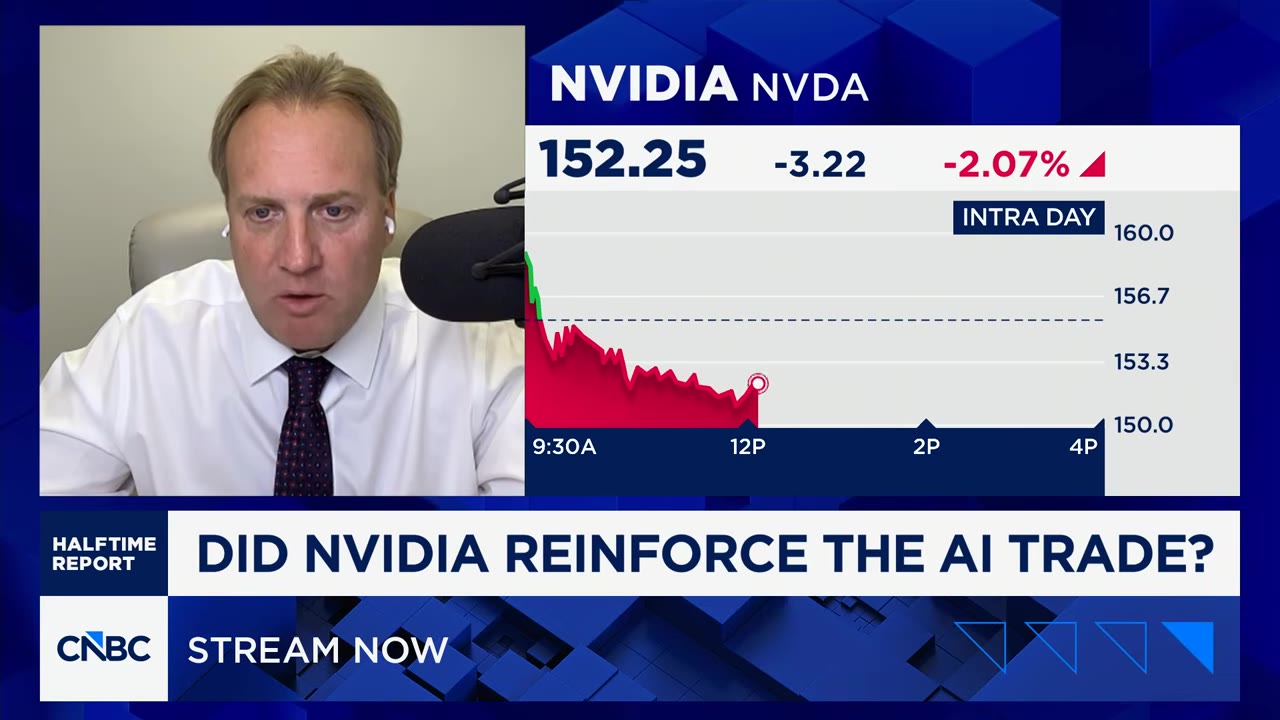 NVIDIA NVDA
152.25 -3.22 -2.07%
INTRA DAY
160.0
156.7
153.3
150.0
9:30A 12P 2P 4P
HALFTIME
REPORT
DID NVIDIA REINFORCE THE AI TRADE?
CNBC
STREAM NOW